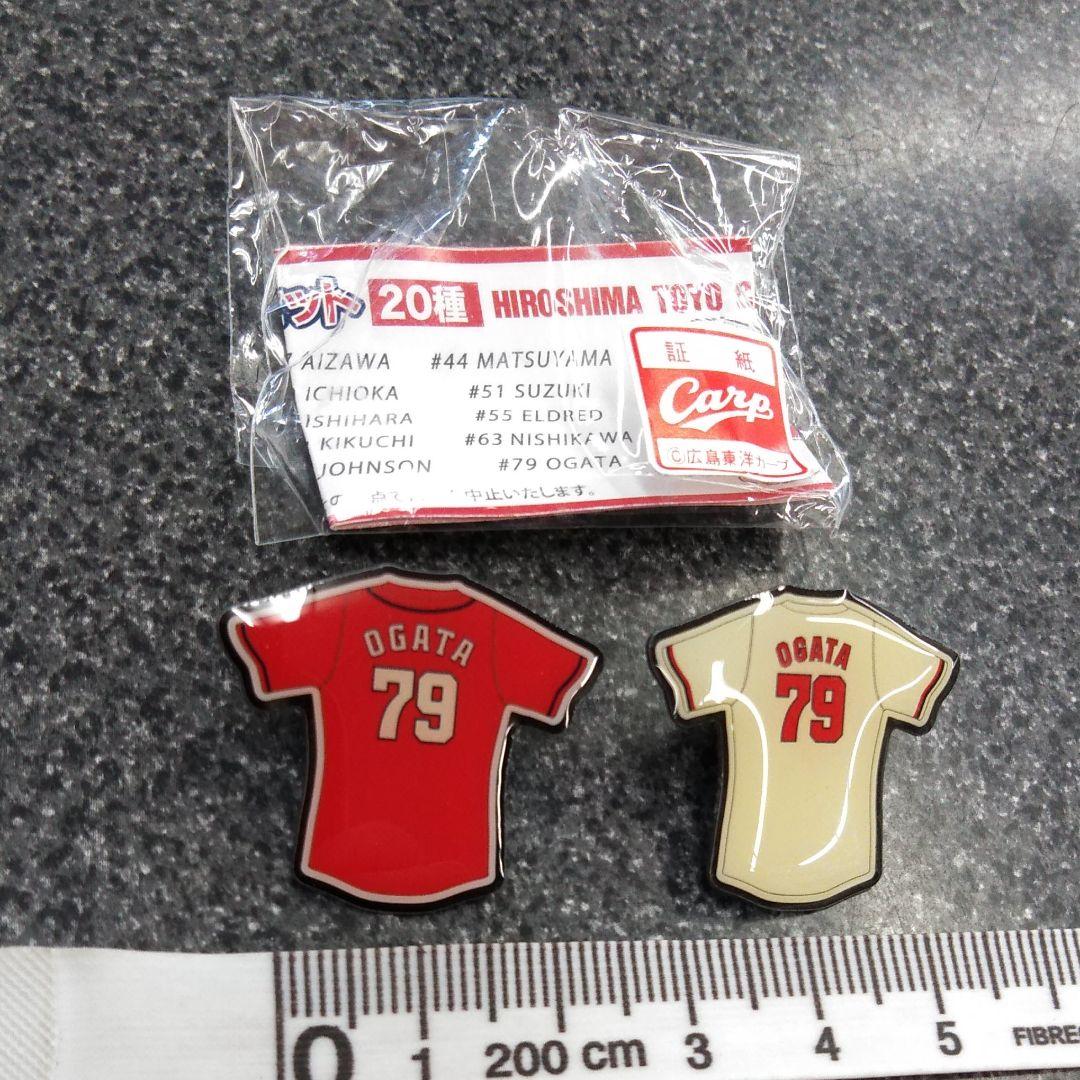 ット 20種 HIROSHIMA TOYO
AIZAWA #44 MATSUYAMA
ICHIOKA #51 SUZUKI
ISHIHARA #55 ELDRED
KIKUCHI #63 NISHIKAWA
JOHNSON #79 OGATA
中止いたします。
証紙
Carp
©広島東洋カープ
OGATA
79
OGATA
79
0 1 200 cm 3 4 5 FIBRE